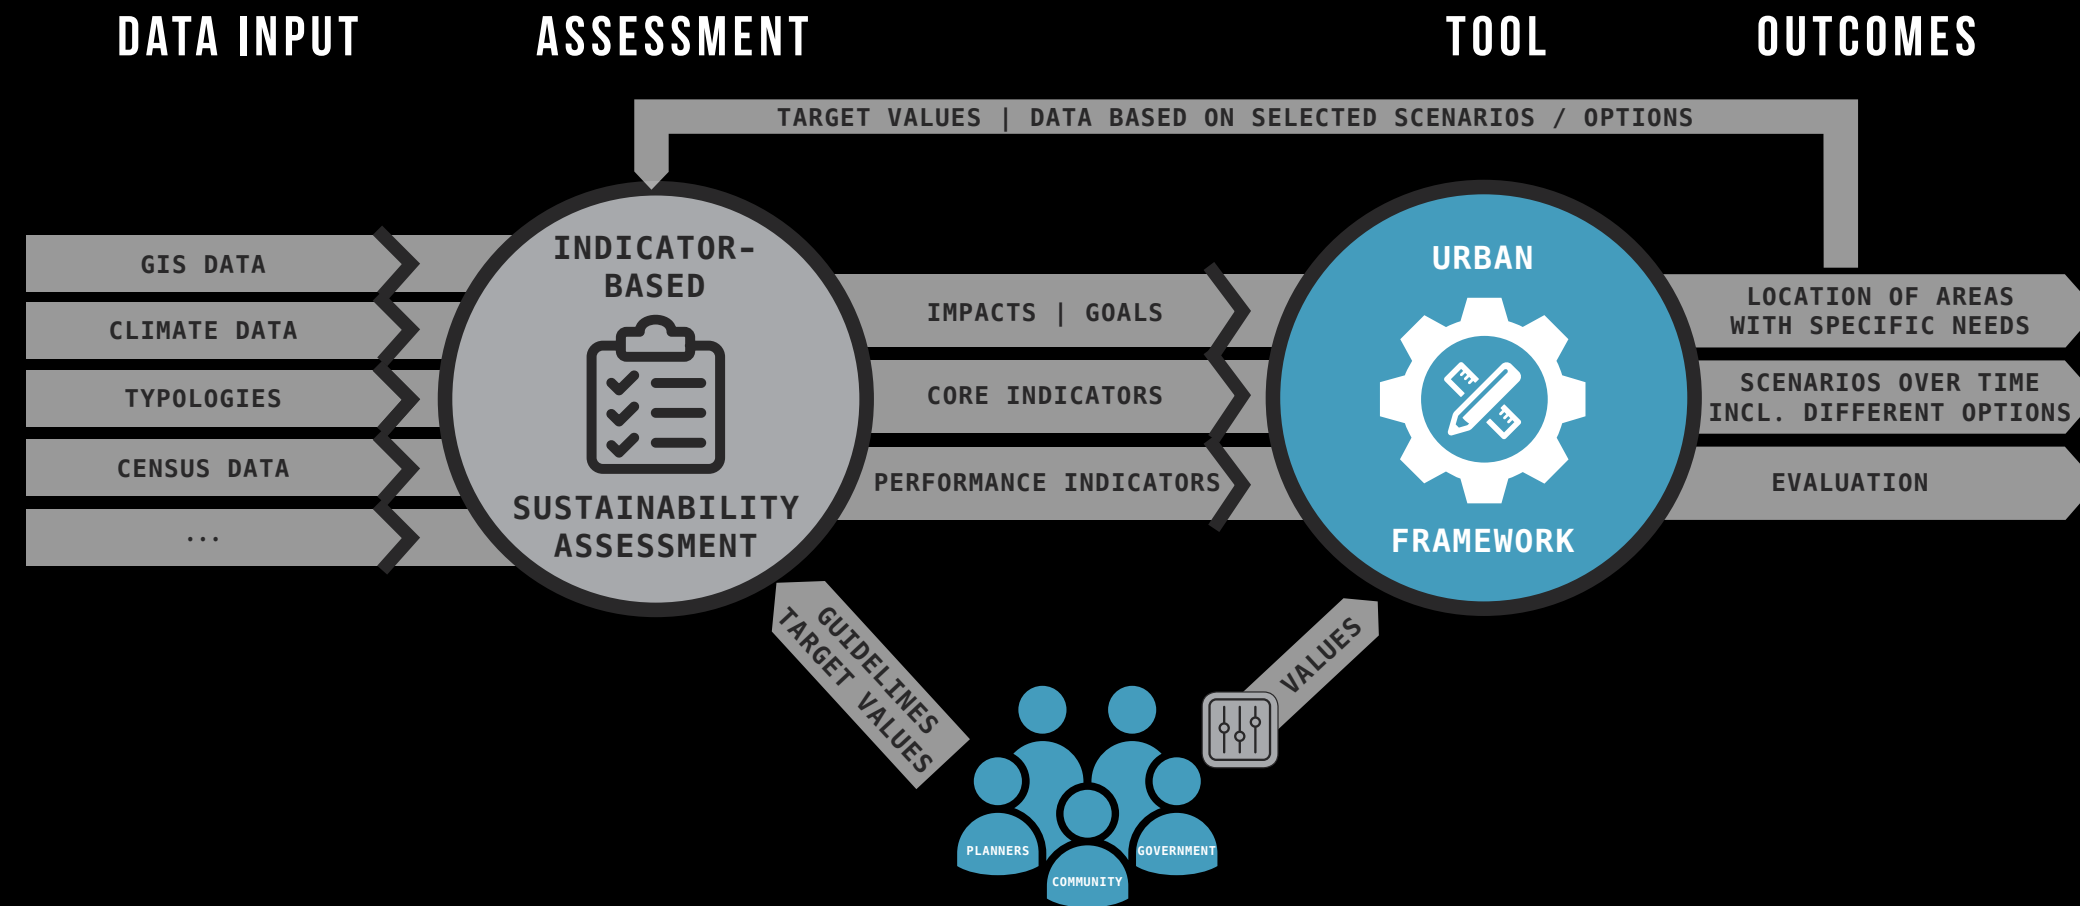 DATA INPUT
ASSESSMENT
TOOL
OUTCOMES
TARGET VALUES | DATA BASED ON SELECTED SCENARIOS / OPTIONS
GIS DATA
CLIMATE DATA
TYPOLOGIES
CENSUS DATA
...
INDICATOR-
BASED
SUSTAINABILITY
ASSESSMENT
IMPACTS | GOALS
CORE INDICATORS
PERFORMANCE INDICATORS
URBAN
FRAMEWORK
LOCATION OF AREAS
WITH SPECIFIC NEEDS
SCENARIOS OVER TIME
INCL. DIFFERENT OPTIONS
EVALUATION
GUIDELINES
TARGET VALUES
VALUES
PLANNERS
COMMUNITY
GOVERNMENT